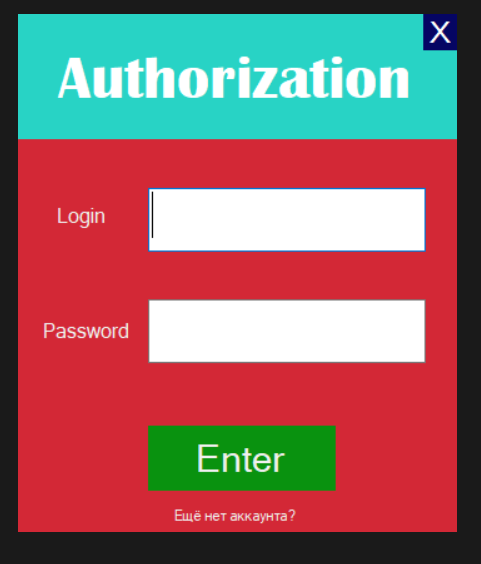 X
Authorization
Login
Password
Enter
Ещё нет аккаунта?